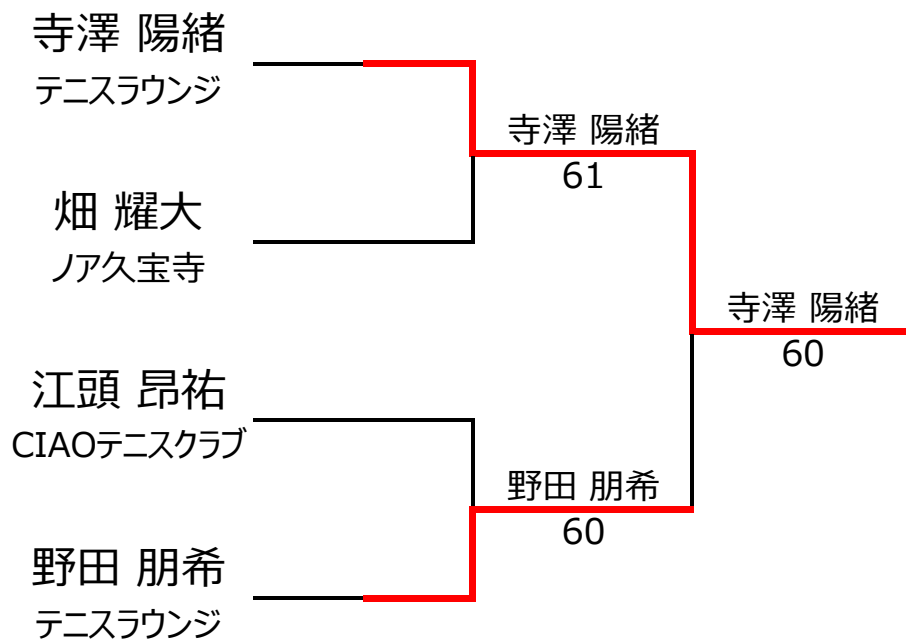 寺澤 陽緒
テニスラウンジ
寺澤 陽緒
61
畑 耀大
ノア久宝寺
寺澤 陽緒
60
江頭 昂祐
CIAOテニスクラブ
野田 朋希
60
野田 朋希
テニスラウンジ